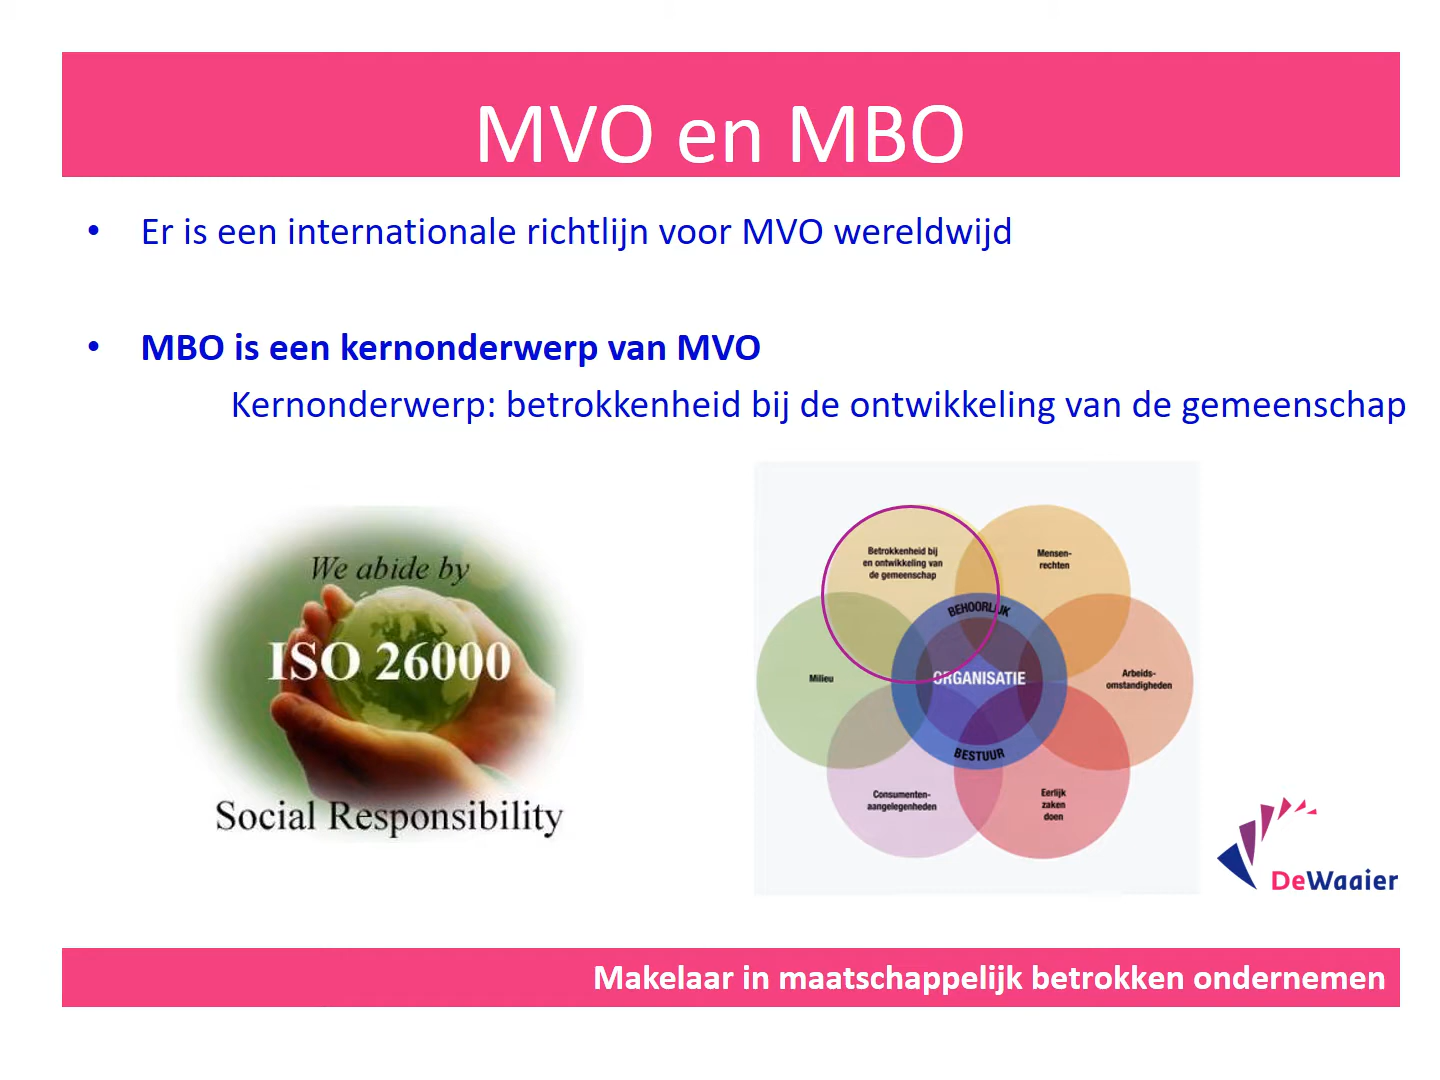 MVO en MBO
• Er is een internationale richtlijn voor MVO wereldwijd
• MBO is een kernonderwerp van MVO
Kernonderwerp: betrokkenheid bij de ontwikkeling van de gemeenschap
We abide by
ISO 26000
Social Responsibility
Betrokkenheid bij
en ontwikkeling van
de gemeenschap
Mensen-
rechten
BEHOORLIJK
Milieu
ORGANISATIE
Arbeids-
omstandigheden
BESTUUR
Consumenten-
aangelegenheden
Eerlijk
zaken
doen
DeWaaier
Makelaar in maatschappelijk betrokken ondernemen